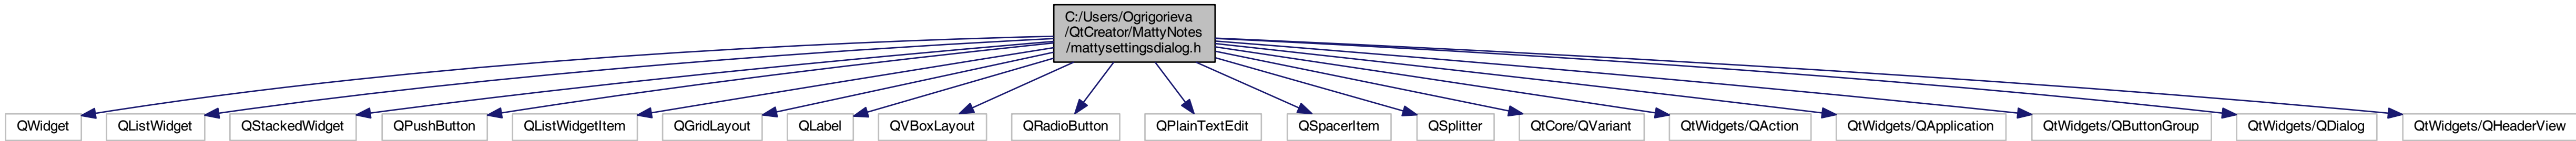 C:/Users/Ogrigorieva
/QtCreator/MattyNotes
/mattysettingsdialog.h
QWidget
QListWidget
QStackedWidget
QPushButton
QListWidgetItem
QGridLayout
QLabel
QVBoxLayout
QRadioButton
QPlainTextEdit
QSpacerItem
QSplitter
QtCore/QVariant
QtWidgets/QAction
QtWidgets/QApplication
QtWidgets/QButtonGroup
QtWidgets/QDialog
QtWidgets/QHeaderView